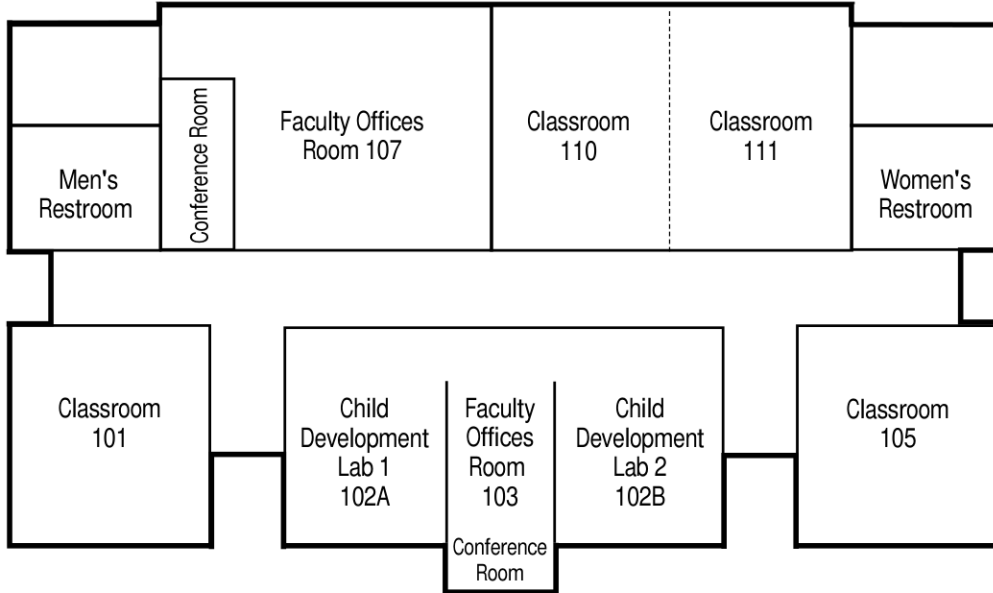 Men's
Restroom
Conference Room
Faculty Offices
Room 107
Classroom
110
Classroom
111
Women's
Restroom
Classroom
101
Child
Development
Lab 1
102A
Faculty
Offices
Room
103
Conference
Room
Child
Development
Lab 2
102B
Classroom
105